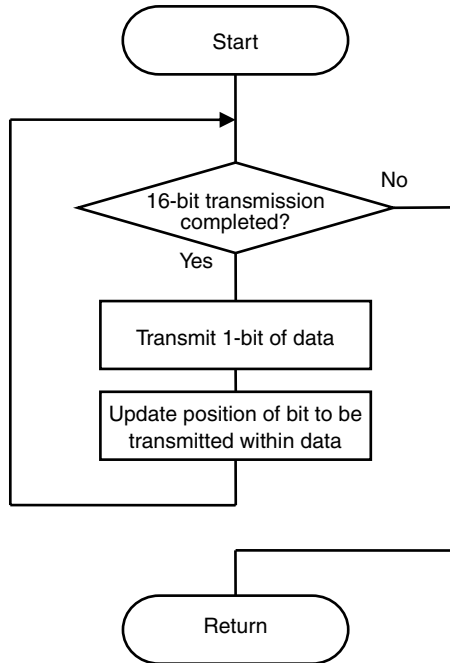 Start
16-bit transmission
completed?
No
Yes
Transmit 1-bit of data
Update position of bit to be
transmitted within data
Return